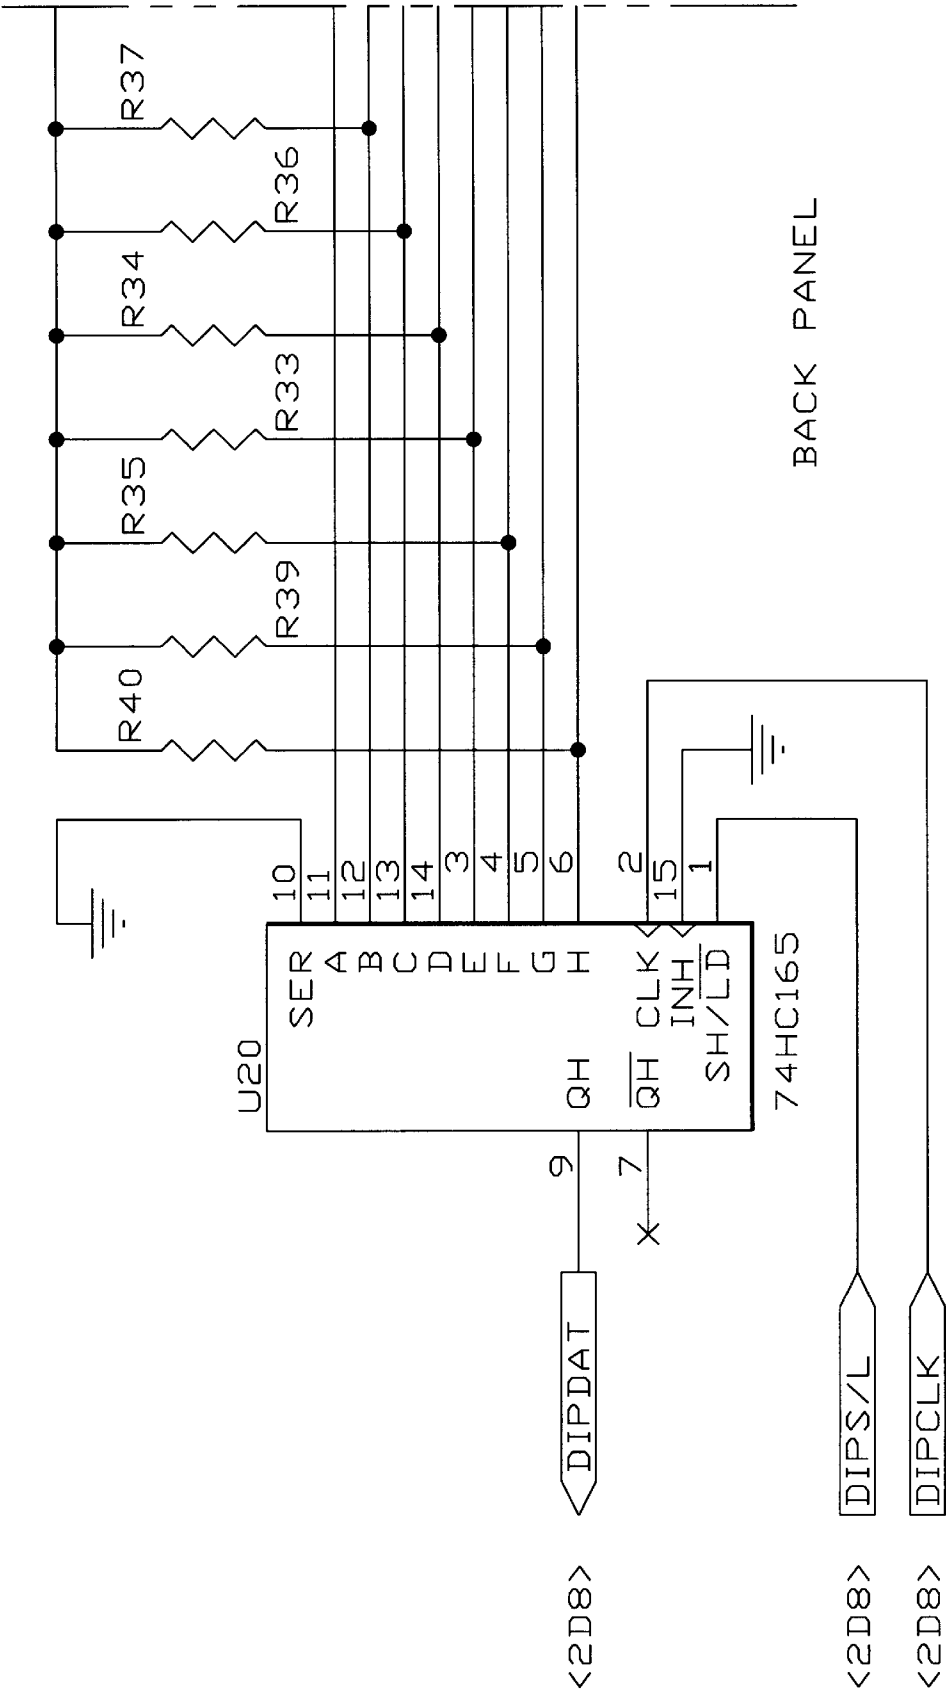 R37
R36
R34
R33
R35
R39
R40
BACK PANEL
10
11
12
13
14
3
4
5
6
2
15
1
U20
SER
A
B
C
D
E
F
G
H
CLK
INH
SH/LD
QH
QH
74HC165
9
7
DIPDAT
DIPS/L
DIPCLK
<2D8>
<2D8>
<2D8>